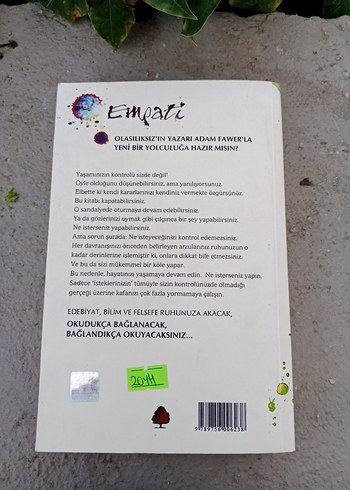 Empati
OLASILIKSIZ'IN YAZARI ADAM FAWER'LA
YENİ BİR YOLCULUĞA HAZIR MISIN?
Yaşamınızın kontrolü sizde değil!
Öyle olduğunu düşünebilirsiniz, ama yanılıyorsunuz.
Elbette ki kendi kararlarınızı kendiniz vermekte özgürsünüz.
Bu kitabı kapatabilirsiniz.
O sandalyede oturmaya devam edebilirsiniz.
Ya da gözlerinizi oymak gibi çılgınca bir şey yapabilirsiniz.
Ne isterseniz yapabilirsiniz.
Ama sorun şurada: Ne isteyeceğinizi kontrol edemezsiniz.
Her davranışınızı önceden belirleyen arzularınız ruhunuzun o
kadar derinlerine işlemiştir ki, onlara dikkat bile etmezsiniz.
Ve bu da sizi mükemmel bir köle yapar.
Bu nedenle, hayatınızı yaşamaya devam edin. Ne isterseniz yapın.
Sadece 'isteklerinizin' tümüyle sizin kontrolünüzde olmadığı
gerçeği üzerine kafanızı çok fazla yormamaya çalışın.
EDEBİYAT, BİLİM VE FELSEFE RUHUNUZA AKACAK,
OKUDUKÇA BAĞLANACAK,
BAĞLANDIKÇA OKUYACAKSINIZ...
9789756006238